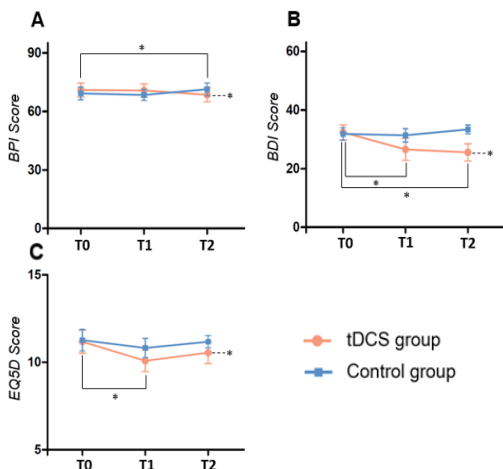 A
BPI Score
90
60
30
0
*
*
T0
T1
T2
B
BDI Score
60
40
20
0
*
*
*
T0
T1
T2
C
EQ5D Score
15
10
5
*
*
T0
T1
T2
tDCS group
Control group